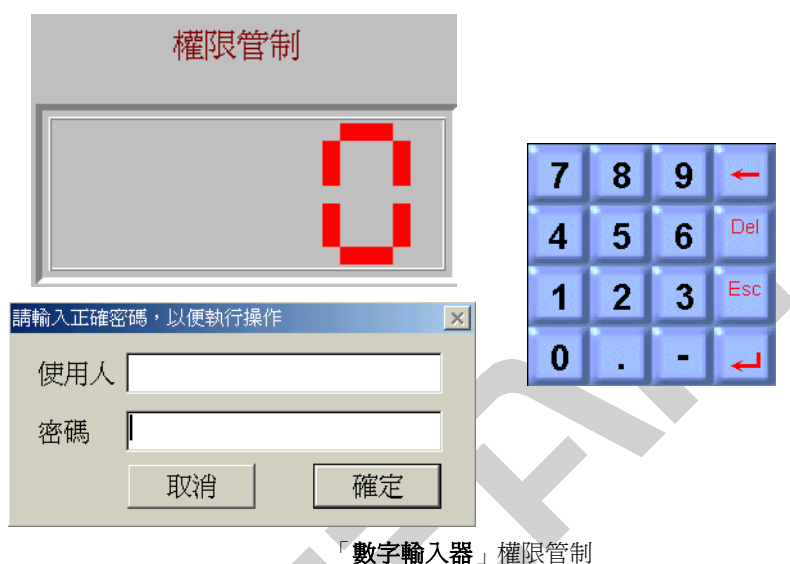 權限管制
0
7 8 9 ←
4 5 6 Del
1 2 3 Esc
0 . - ↵
請輸入正確密碼，以便執行操作
使用人
密碼
取消 確定
「數字輸入器」權限管制